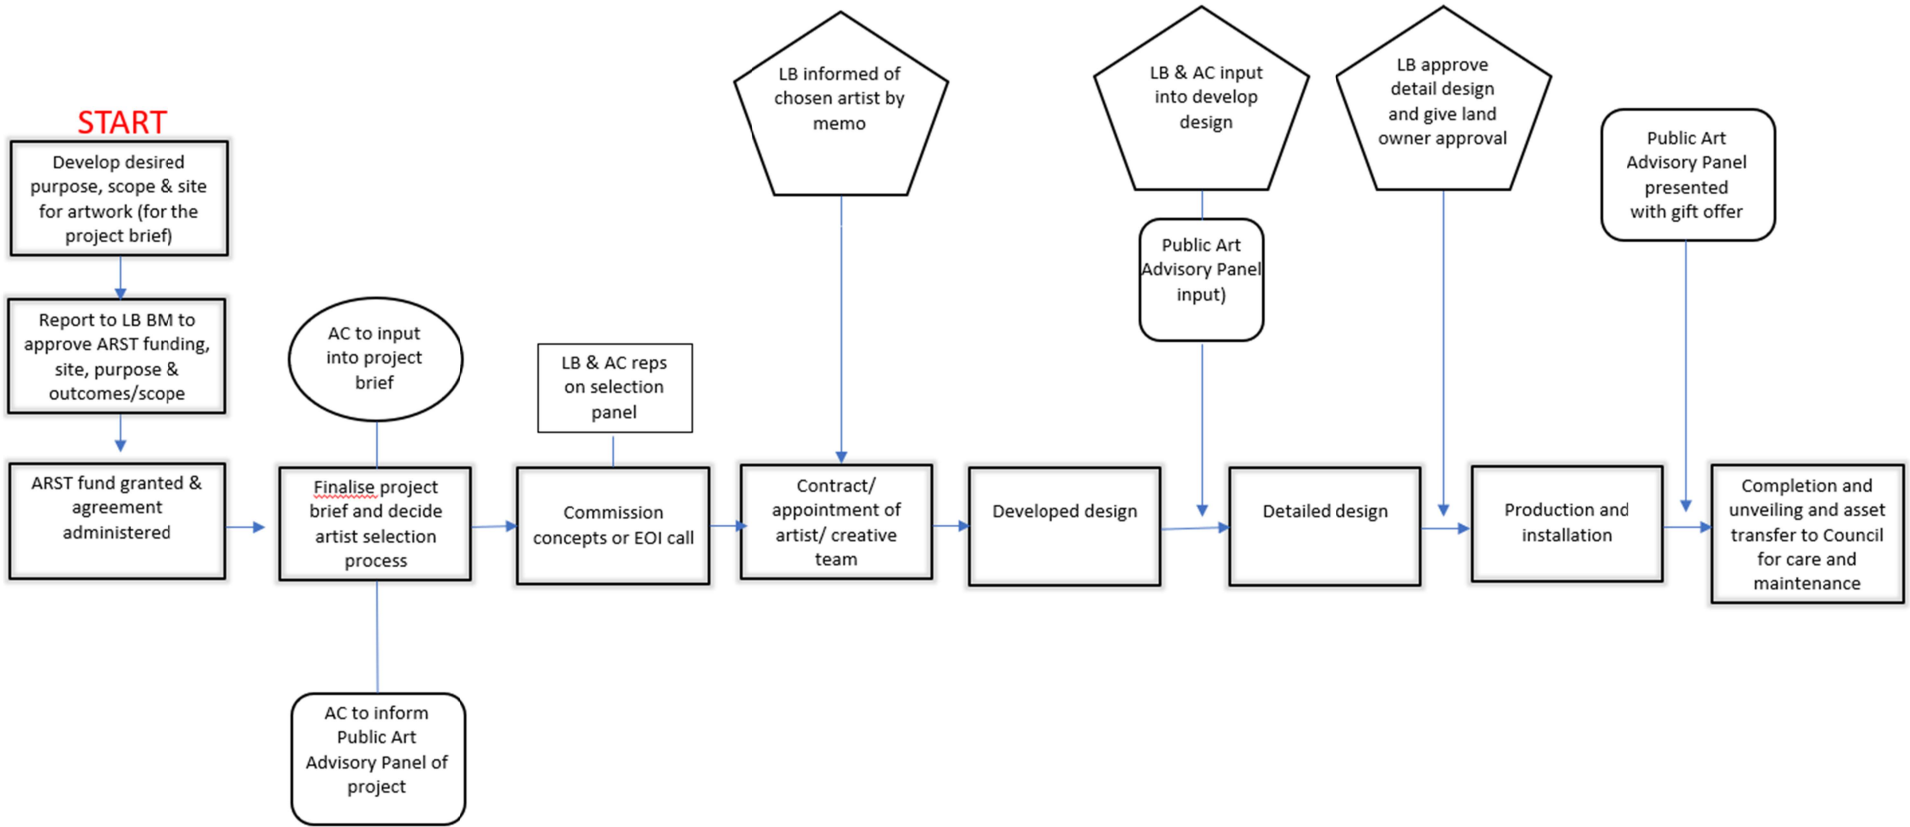 START
Develop desired
purpose, scope & site
for artwork (for the
project brief)
Report to LB BM to
approve ARST funding,
site, purpose &
outcomes/scope
ARST fund granted &
agreement
administered
AC to input
into project
brief
Finalise project
brief and decide
artist selection
process
AC to inform
Public Art
Advisory Panel of
project
LB & AC reps
on selection
panel
Commission
concepts or EOI call
LB informed of
chosen artist by
memo
Contract/
appointment of
artist/ creative
team
Developed design
LB & AC input
into develop
design
Public Art
Advisory Panel
input)
Detailed design
LB approve
detail design
and give land
owner approval
Production and
installation
Public Art
Advisory Panel
presented
with gift offer
Completion and
unveiling and asset
transfer to Council
for care and
maintenance